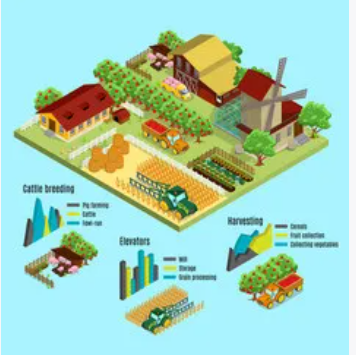 Cattle breeding
Pig farming
Cattle
Fowl-run
Elevators
Mill
Storage
Grain processing
Harvesting
Cereals
Fruit collection
Collecting vegetables